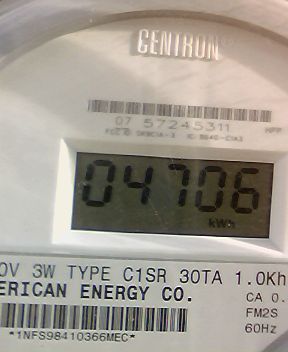 CENTRON
07 57245311
HPP
04706
kWh
0V 3W TYPE C1SR 30TA 1.0Kh
ERICAN ENERGY CO.
CA 0.
FM2S
60Hz
*1NFS98410366MEC*